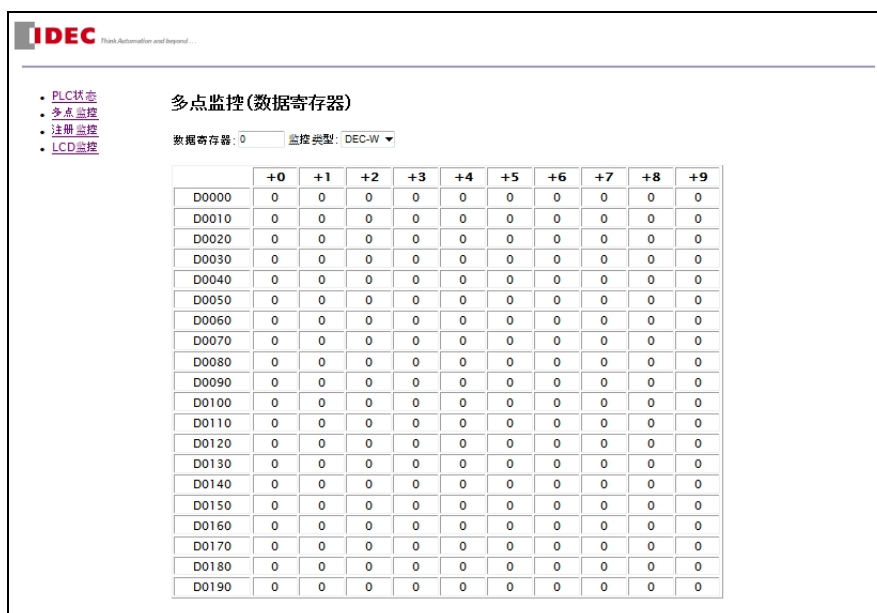 IDEC Think Automation and beyond....
PLC状态
多点监控
注册监控
LCD监控
多点监控(数据寄存器)
数据寄存器: 0 监控类型: DEC-W
+0 +1 +2 +3 +4 +5 +6 +7 +8 +9
D0000 0 0 0 0 0 0 0 0 0 0
D0010 0 0 0 0 0 0 0 0 0 0
D0020 0 0 0 0 0 0 0 0 0 0
D0030 0 0 0 0 0 0 0 0 0 0
D0040 0 0 0 0 0 0 0 0 0 0
D0050 0 0 0 0 0 0 0 0 0 0
D0060 0 0 0 0 0 0 0 0 0 0
D0070 0 0 0 0 0 0 0 0 0 0
D0080 0 0 0 0 0 0 0 0 0 0
D0090 0 0 0 0 0 0 0 0 0 0
D0100 0 0 0 0 0 0 0 0 0 0
D0110 0 0 0 0 0 0 0 0 0 0
D0120 0 0 0 0 0 0 0 0 0 0
D0130 0 0 0 0 0 0 0 0 0 0
D0140 0 0 0 0 0 0 0 0 0 0
D0150 0 0 0 0 0 0 0 0 0 0
D0160 0 0 0 0 0 0 0 0 0 0
D0170 0 0 0 0 0 0 0 0 0 0
D0180 0 0 0 0 0 0 0 0 0 0
D0190 0 0 0 0 0 0 0 0 0 0